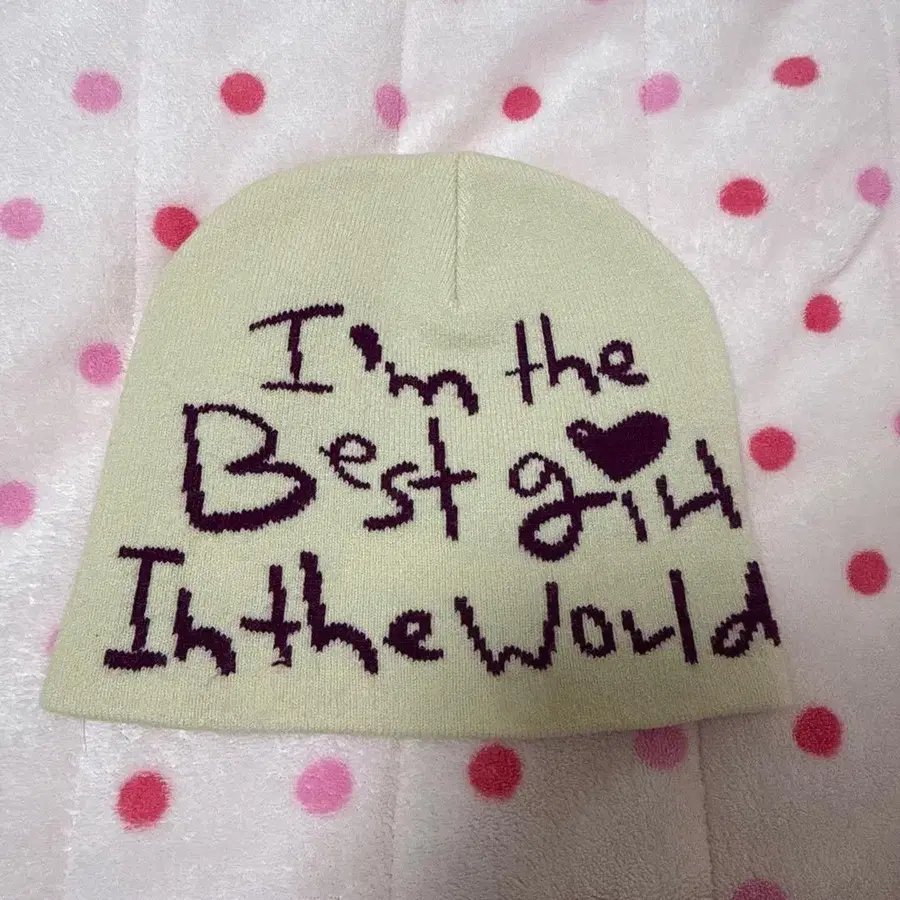 I'm the
Best girl
In the World